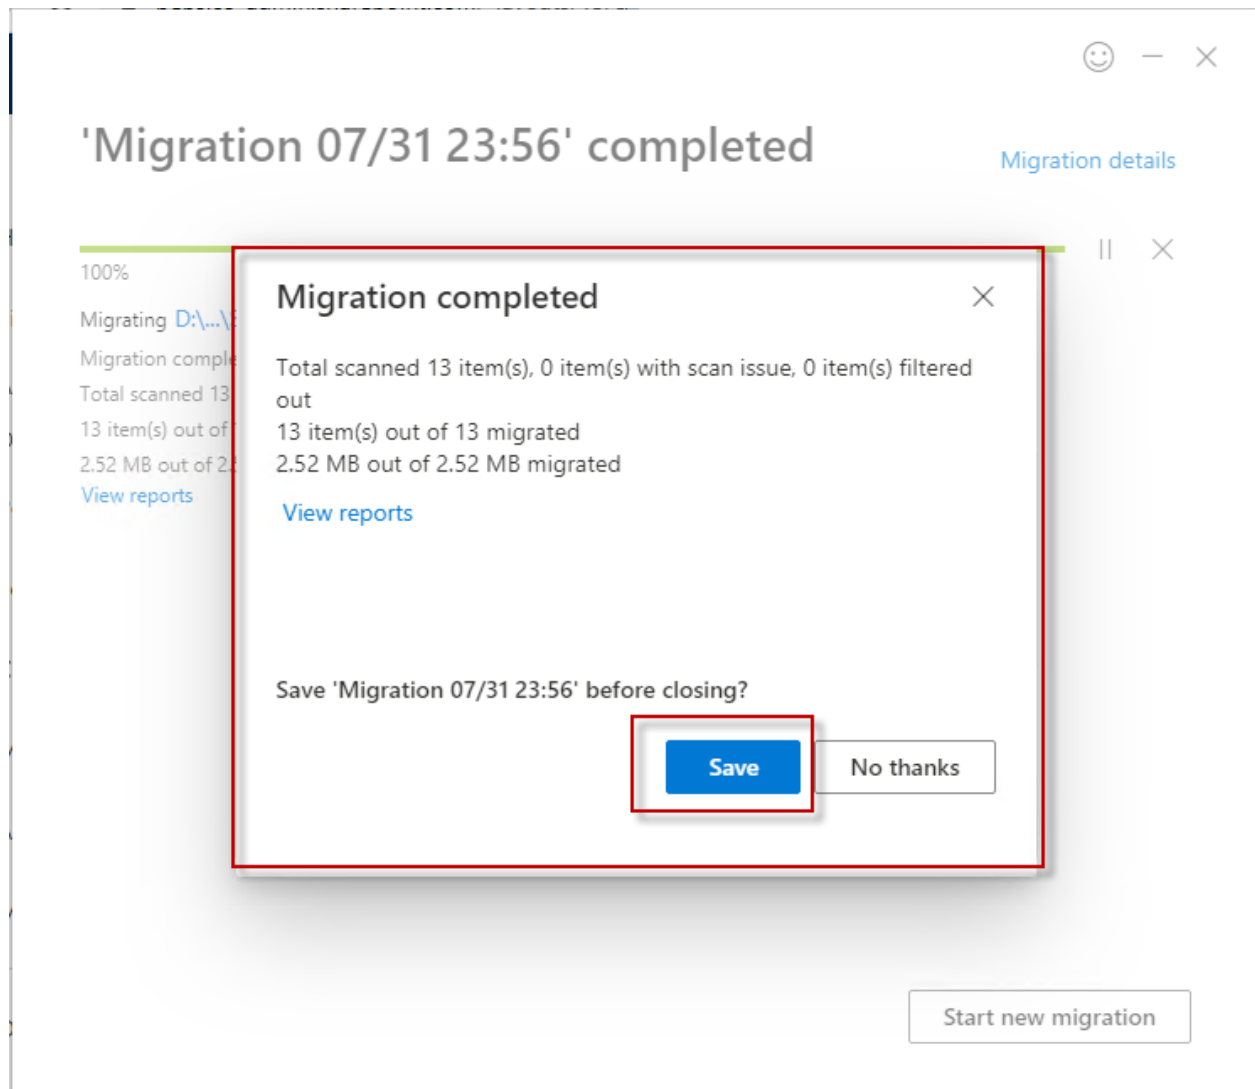 'Migration 07/31 23:56' completed
Migration details
100%
Migrating D:\...\
Migration comple
Total scanned 13
13 item(s) out of
2.52 MB out of 2.
View reports
Migration completed
Total scanned 13 item(s), 0 item(s) with scan issue, 0 item(s) filtered
out
13 item(s) out of 13 migrated
2.52 MB out of 2.52 MB migrated
View reports
Save 'Migration 07/31 23:56' before closing?
Save
No thanks
Start new migration